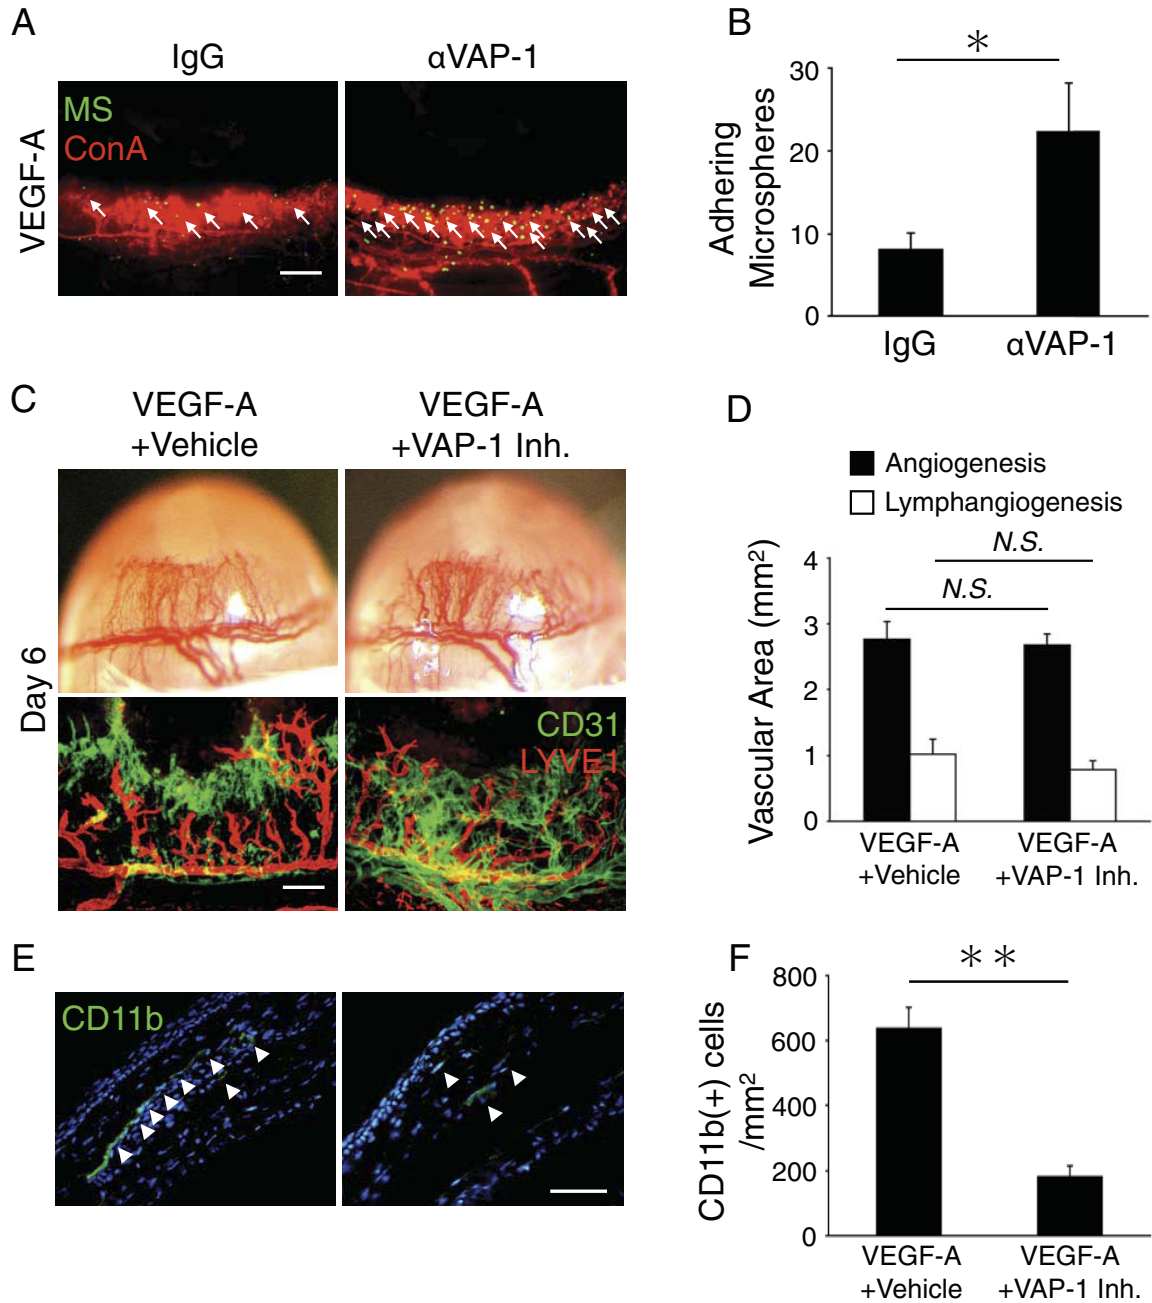 A
IgG
αVAP-1
VEGF-A
MS
ConA
B
*
Adhering
Microspheres
30
20
10
0
IgG
αVAP-1
C
VEGF-A
+Vehicle
VEGF-A
+VAP-1 Inh.
Day 6
CD31
LYVE1
D
Angiogenesis
Lymphangiogenesis
N.S.
N.S.
Vascular Area (mm²)
4
3
2
1
0
VEGF-A
+Vehicle
VEGF-A
+VAP-1 Inh.
E
CD11b
F
**
CD11b(+) cells
/mm²
800
600
400
200
0
VEGF-A
+Vehicle
VEGF-A
+VAP-1 Inh.